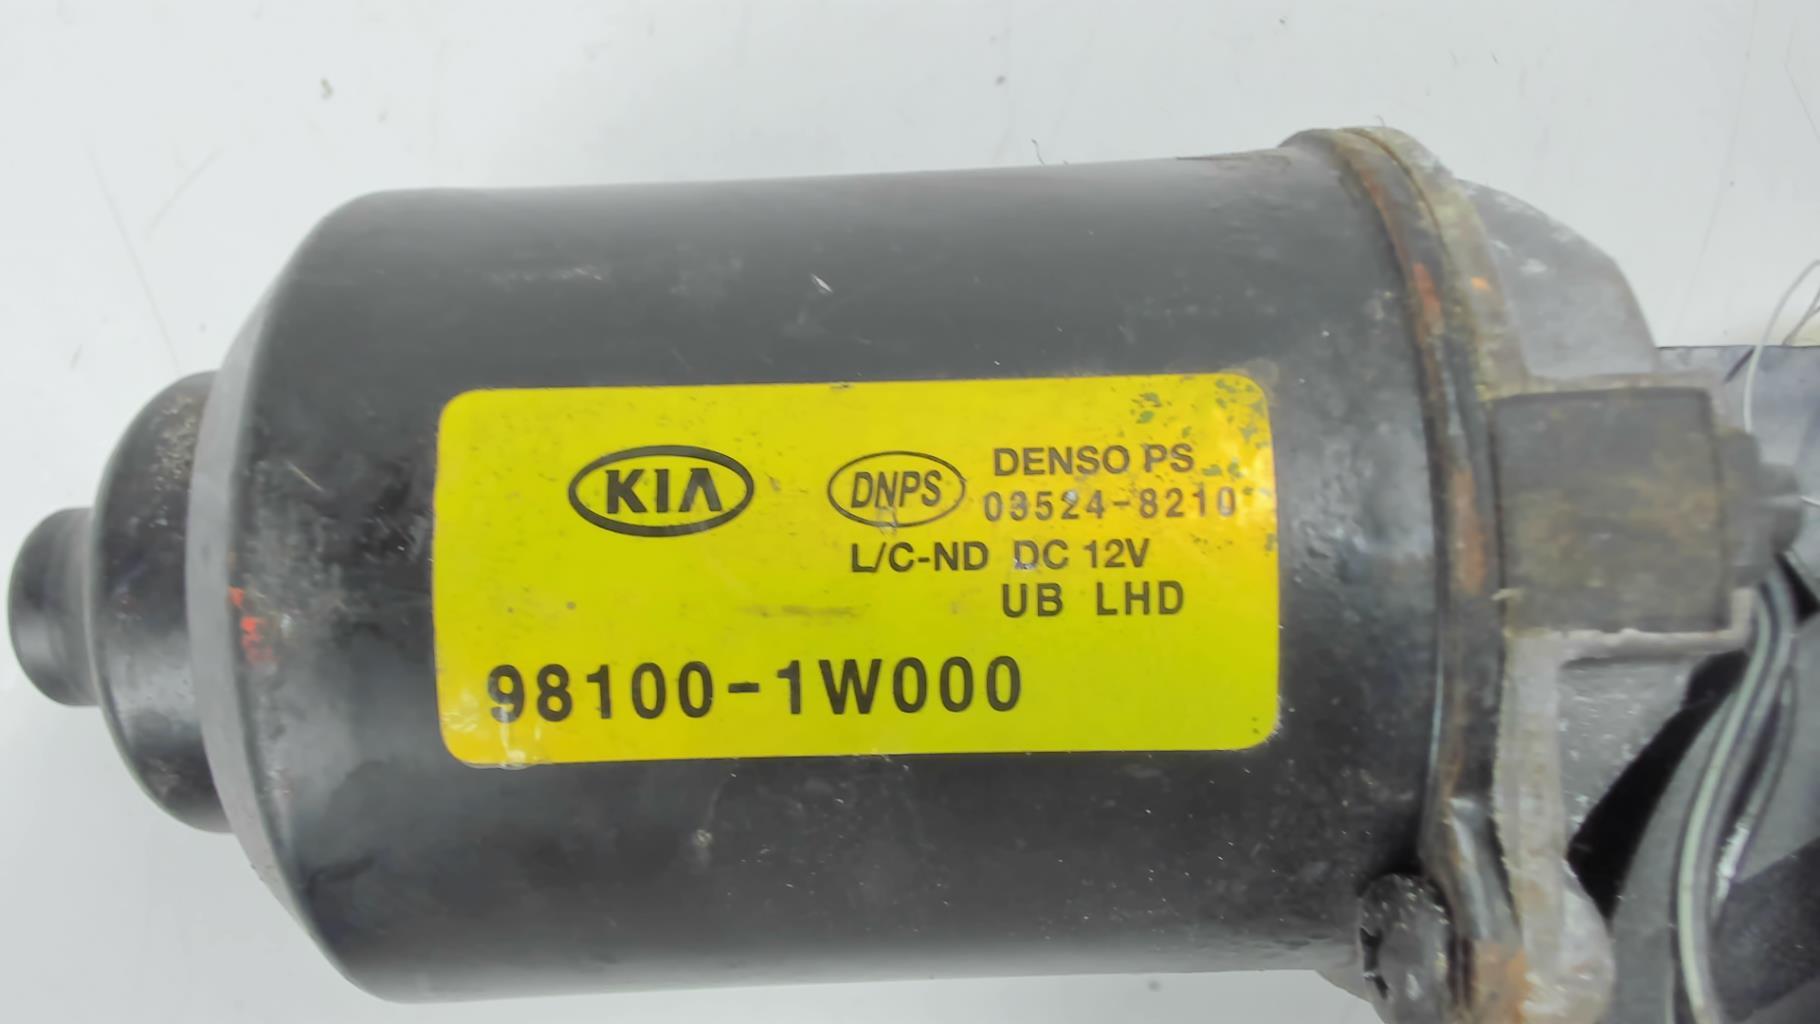 KIA DNPS DENSO PS
03524-8210
L/C-ND DC 12V
UB LHD
98100-1W000